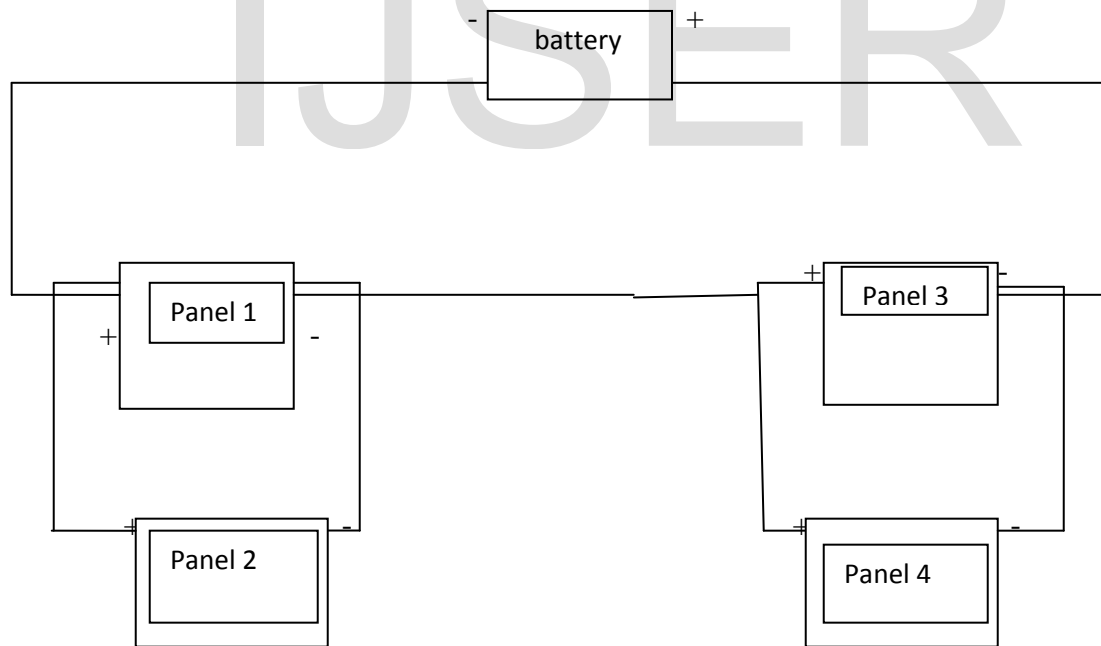 IJSER
- battery +
Panel 1
+ -
+ Panel 3 -
+ -
Panel 2
+ -
Panel 4